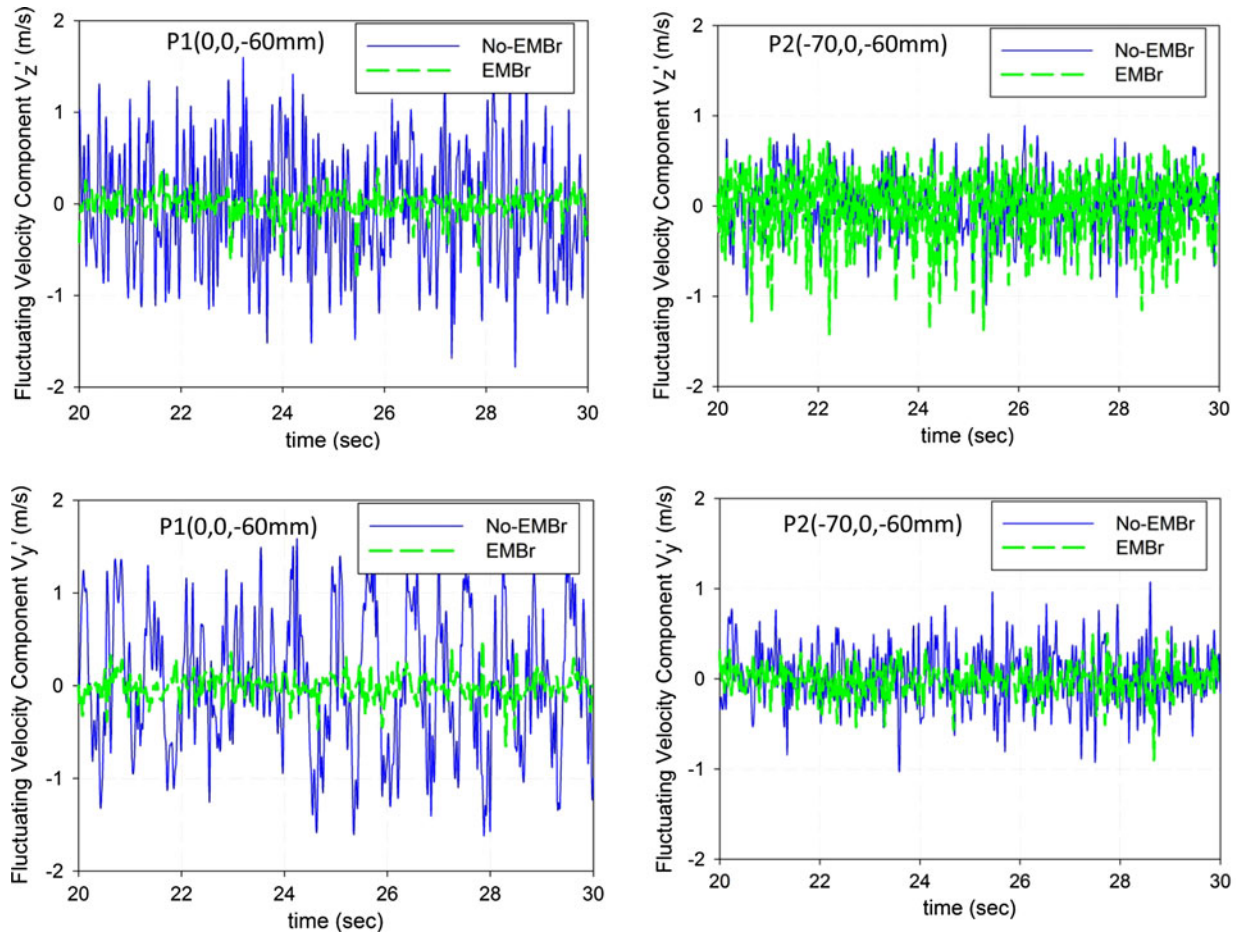 Fluctuating Velocity Component Vz' (m/s)
2
1
0
-1
-2
P1(0,0,-60mm)
No-EMBr
EMBr
20 22 24 26 28 30
time (sec)
Fluctuating Velocity Component Vz' (m/s)
2
1
0
-1
-2
P2(-70,0,-60mm)
No-EMBr
EMBr
20 22 24 26 28 30
time (sec)
Fluctuating Velocity Component Vy' (m/s)
2
1
0
-1
-2
P1(0,0,-60mm)
No-EMBr
EMBr
20 22 24 26 28 30
time (sec)
Fluctuating Velocity Component Vy' (m/s)
2
1
0
-1
-2
P2(-70,0,-60mm)
No-EMBr
EMBr
20 22 24 26 28 30
time (sec)